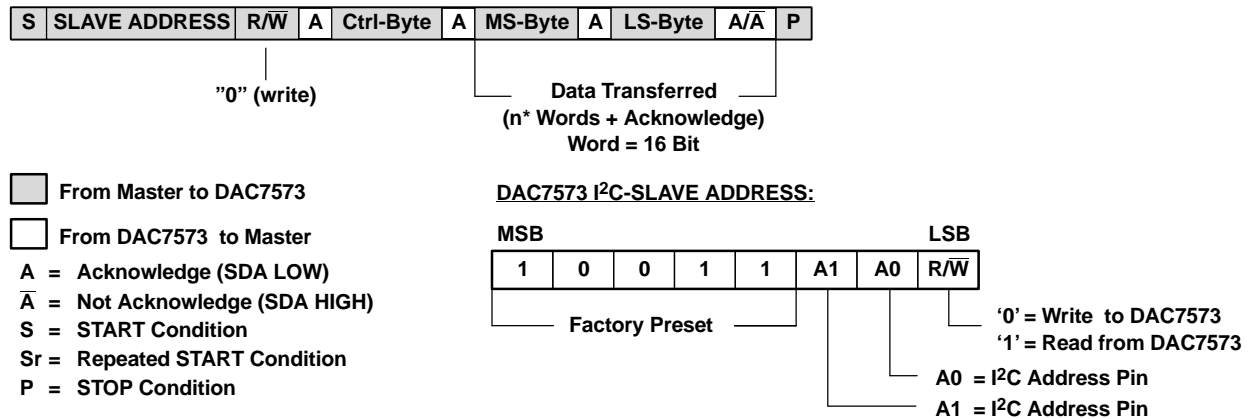 S SLAVE ADDRESS R/W̅ A Ctrl-Byte A MS-Byte A LS-Byte A/A̅ P
”0” (write)
Data Transferred
(n* Words + Acknowledge)
Word = 16 Bit
From Master to DAC7573
From DAC7573 to Master
A = Acknowledge (SDA LOW)
A̅ = Not Acknowledge (SDA HIGH)
S = START Condition
Sr = Repeated START Condition
P = STOP Condition
DAC7573 I²C-SLAVE ADDRESS:
MSB LSB
1 0 0 1 1 A1 A0 R/W̅
Factory Preset
‘0’ = Write to DAC7573
‘1’ = Read from DAC7573
A0 = I²C Address Pin
A1 = I²C Address Pin